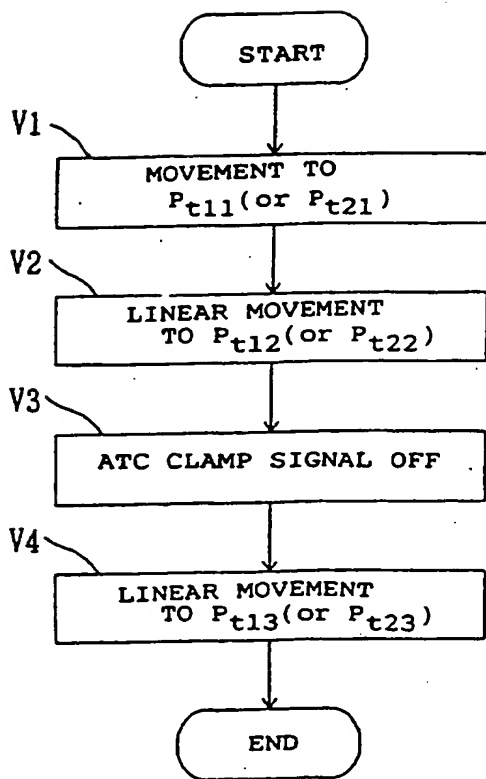 START
V1
MOVEMENT TO
Pt11(or Pt21)
V2
LINEAR MOVEMENT
TO Pt12(or Pt22)
V3
ATC CLAMP SIGNAL OFF
V4
LINEAR MOVEMENT
TO Pt13(or Pt23)
END